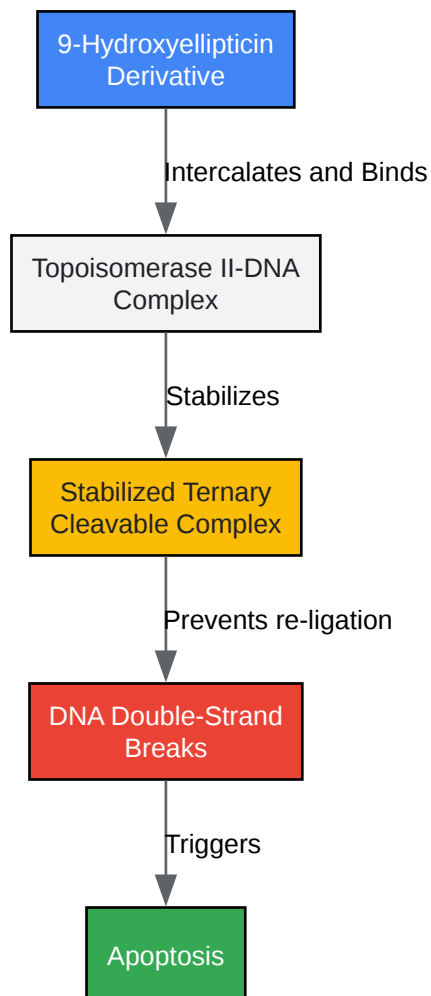 9-Hydroxyellipticin
Derivative
Intercalates and Binds
Topoisomerase II-DNA
Complex
Stabilizes
Stabilized Ternary
Cleavable Complex
Prevents re-ligation
DNA Double-Strand
Breaks
Triggers
Apoptosis